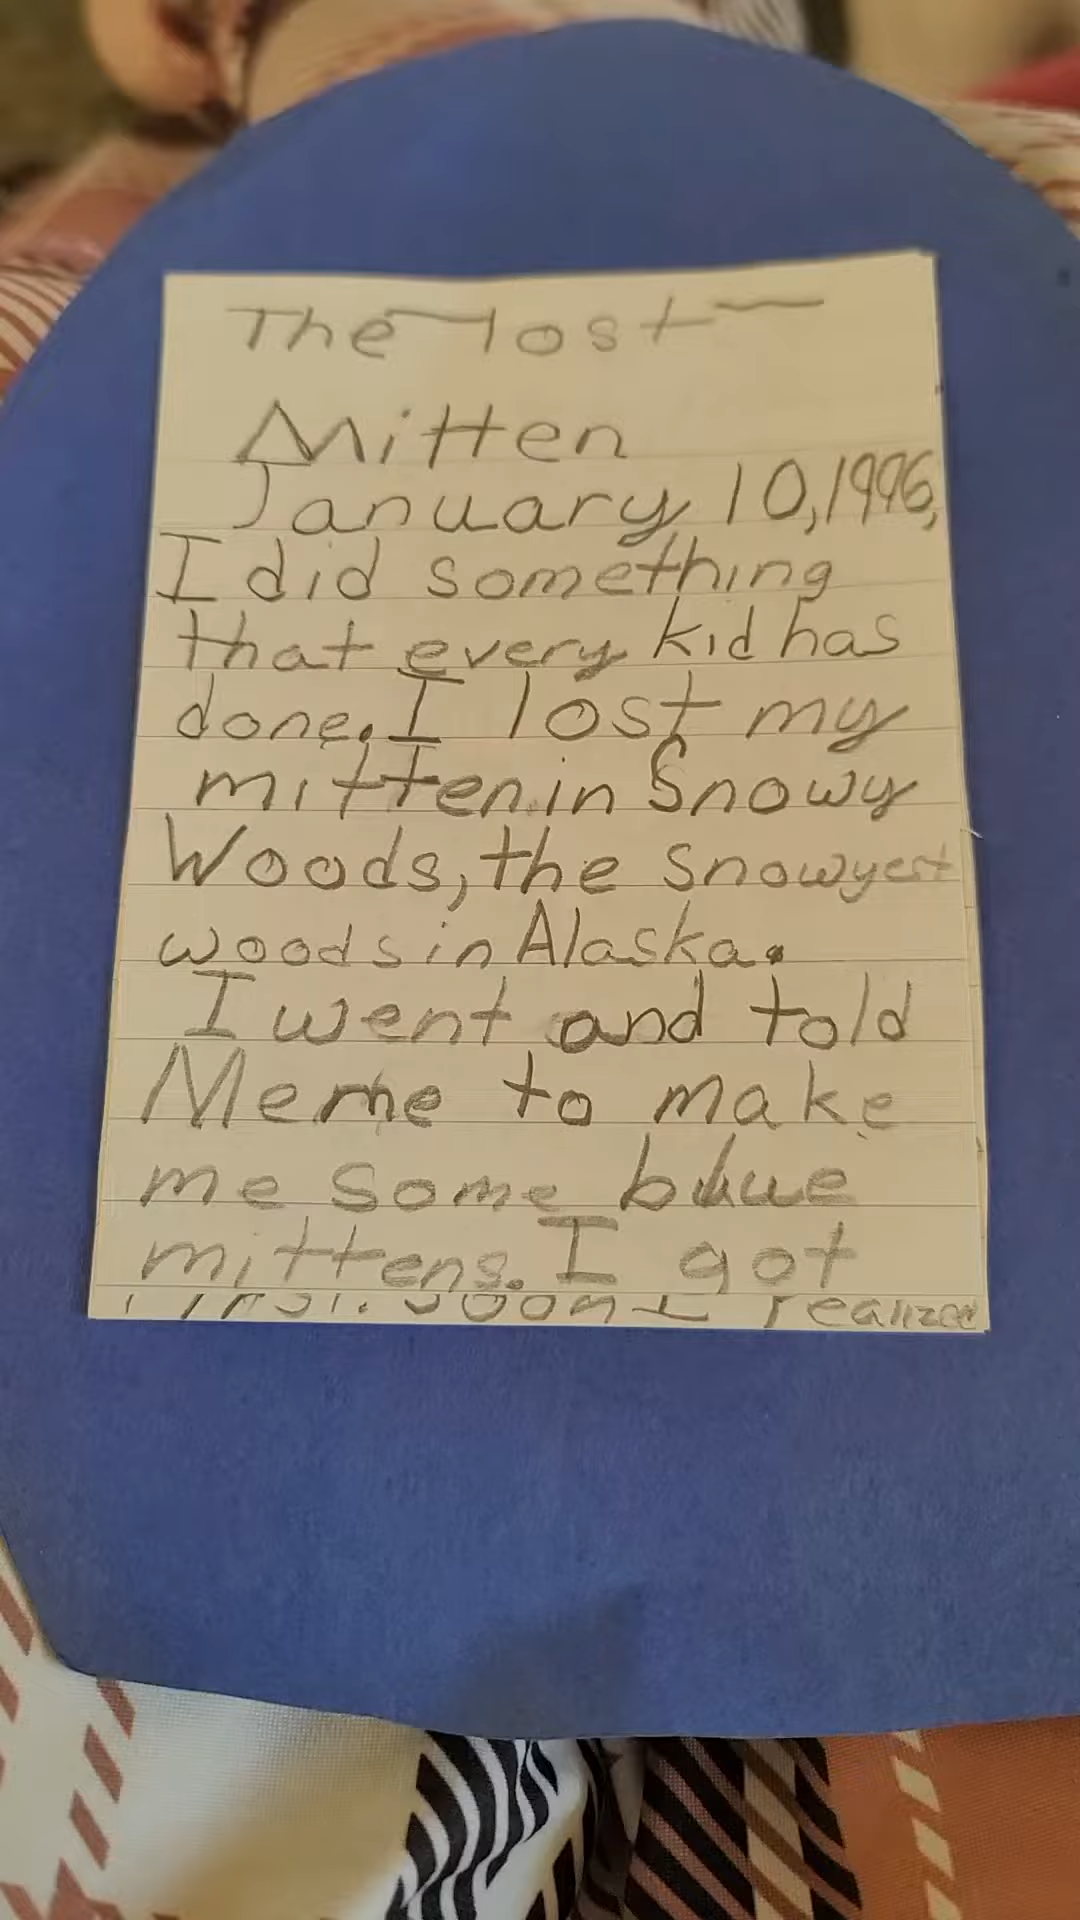 The lost
Mitten
January 10, 1996,
I did something
that every kid has
done. I lost my
mitten in Snowy
Woods, the snowyest
woods in Alaska.
I went and told
Meme to make
me some blue
mittens. I got
Soon I realized